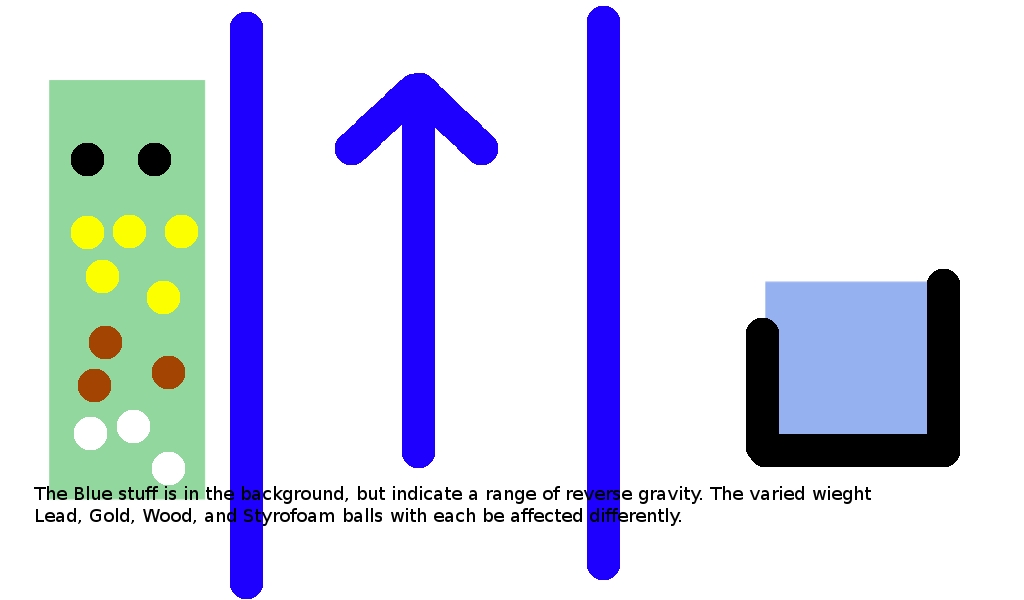 The Blue stuff is in the background, but indicate a range of reverse gravity. The varied wieght
Lead, Gold, Wood, and Styrofoam balls with each be affected differently.